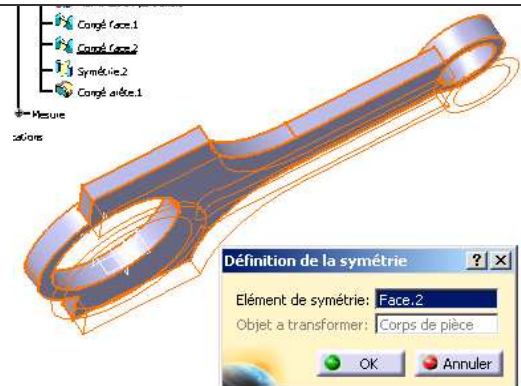 Congé face.1
Congé face.2
Symétrie.2
Congé arête.1
Mesure
Définition de la symétrie
Elément de symétrie: Face.2
Objet a transformer: Corps de pièce
OK Annuler